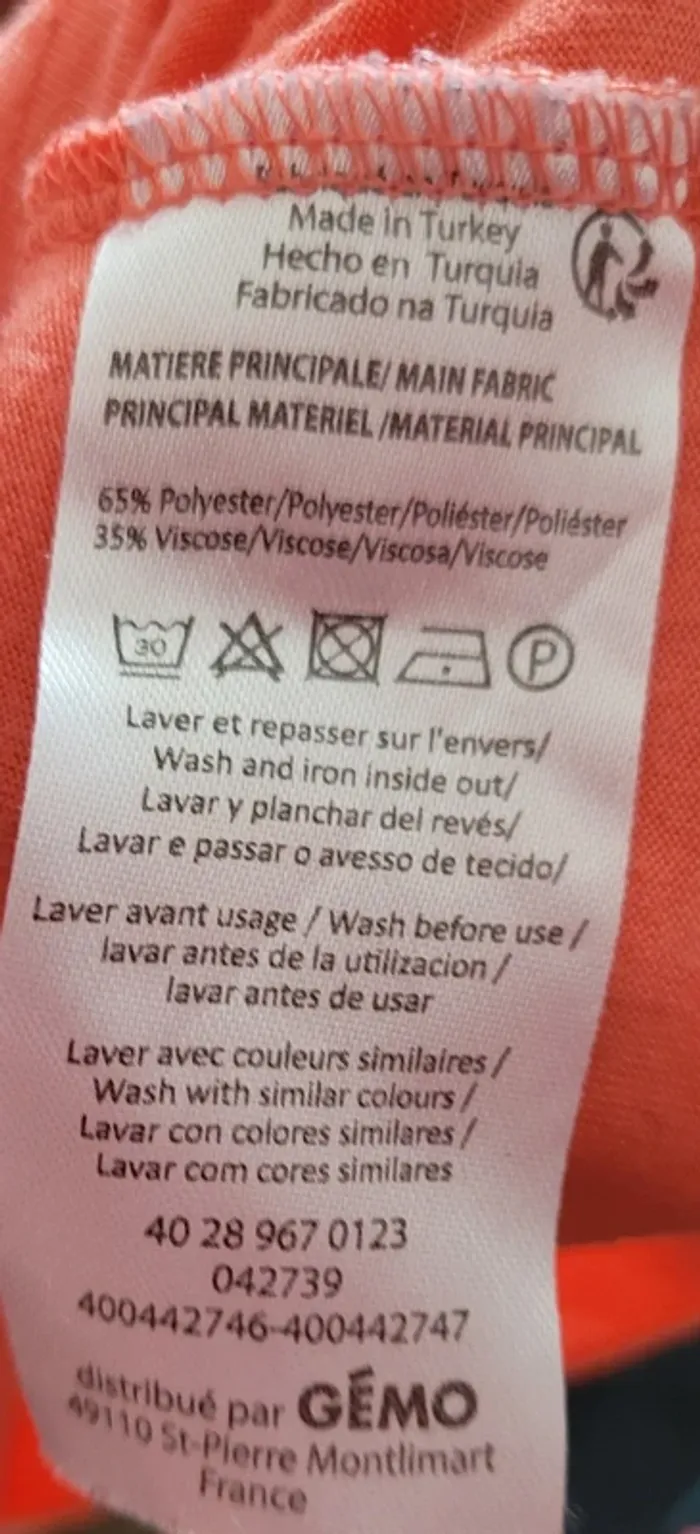 Made in Turkey
Hecho en Turquia
Fabricado na Turquia
MATIERE PRINCIPALE/ MAIN FABRIC
PRINCIPAL MATERIEL /MATERIAL PRINCIPAL
65% Polyester/Polyester/Poliéster/Poliéster
35% Viscose/Viscose/Viscosa/Viscose
30
P
Laver et repasser sur l'envers/
Wash and iron inside out/
Lavar y planchar del revés/
Lavar e passar o avesso de tecido/
Laver avant usage / Wash before use /
lavar antes de la utilizacion /
lavar antes de usar
Laver avec couleurs similaires /
Wash with similar colours /
Lavar con colores similares /
Lavar com cores similares
40 28 967 0123
042739
400442746-400442747
distribué par GÉMO
49110 St-Pierre Montlimart
France